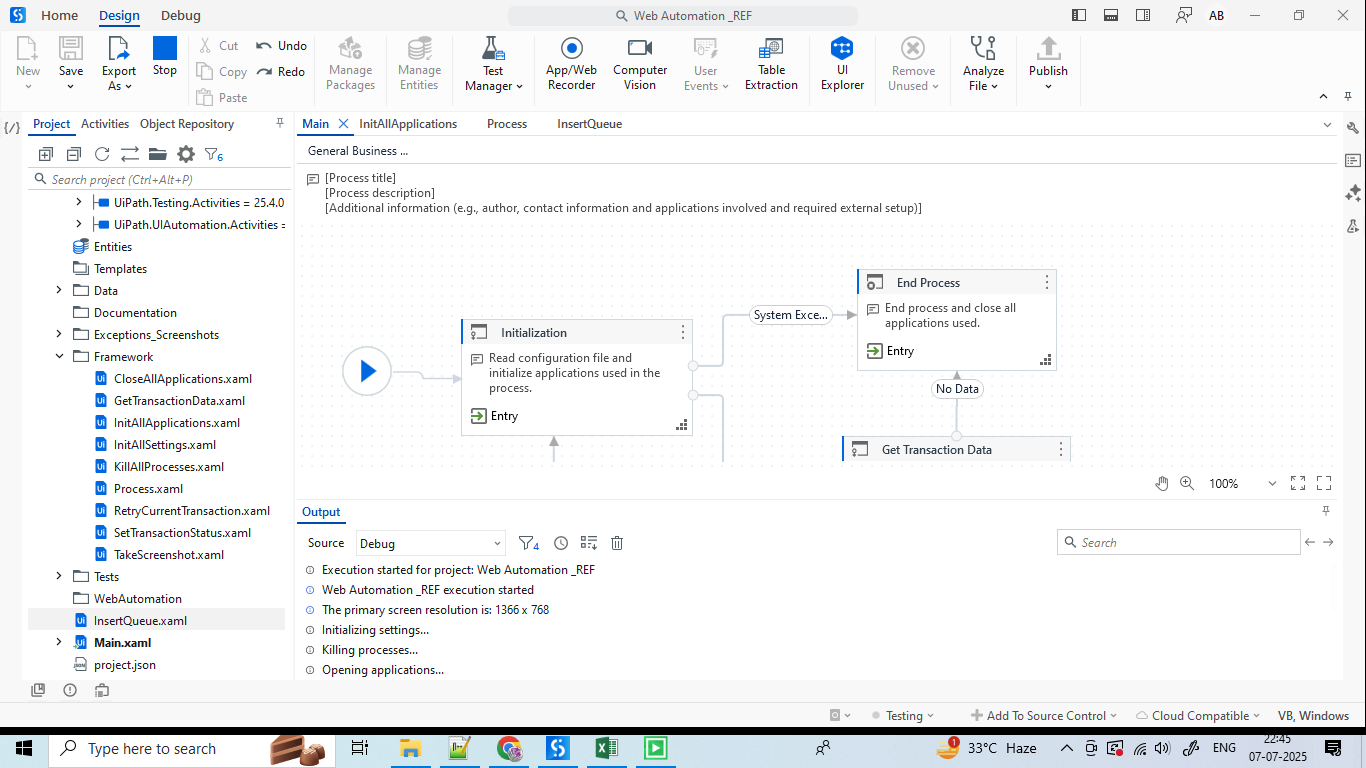 Home Design Debug
Web Automation _REF
AB
New
Save
Export As
Stop
Cut
Copy
Paste
Undo
Redo
Manage Packages
Manage Entities
Test Manager
App/Web Recorder
Computer Vision
User Events
Table Extraction
UI Explorer
Remove Unused
Analyze File
Publish
Project Activities Object Repository
6
Search project (Ctrl+Alt+P)
UiPath.Testing.Activities = 25.4.0
UiPath.UIAutomation.Activities =
Entities
Templates
Data
Documentation
Exceptions_Screenshots
Framework
CloseAllApplications.xaml
GetTransactionData.xaml
InitAllApplications.xaml
InitAllSettings.xaml
KillAllProcesses.xaml
Process.xaml
RetryCurrentTransaction.xaml
SetTransactionStatus.xaml
TakeScreenshot.xaml
Tests
WebAutomation
InsertQueue.xaml
Main.xaml
project.json
Main InitAllApplications Process InsertQueue
General Business ...
[Process title]
[Process description]
[Additional information (e.g., author, contact information and applications involved and required external setup)]
Initialization
Read configuration file and
initialize applications used in the
process.
Entry
System Exce...
End Process
End process and close all
applications used.
Entry
No Data
Get Transaction Data
100%
Output
Source Debug 4 Search
Execution started for project: Web Automation _REF
Web Automation _REF execution started
The primary screen resolution is: 1366 x 768
Initializing settings...
Killing processes...
Opening applications...
Testing Add To Source Control Cloud Compatible VB, Windows
Type here to search
1 33°C Haze ENG
22:45
07-07-2025